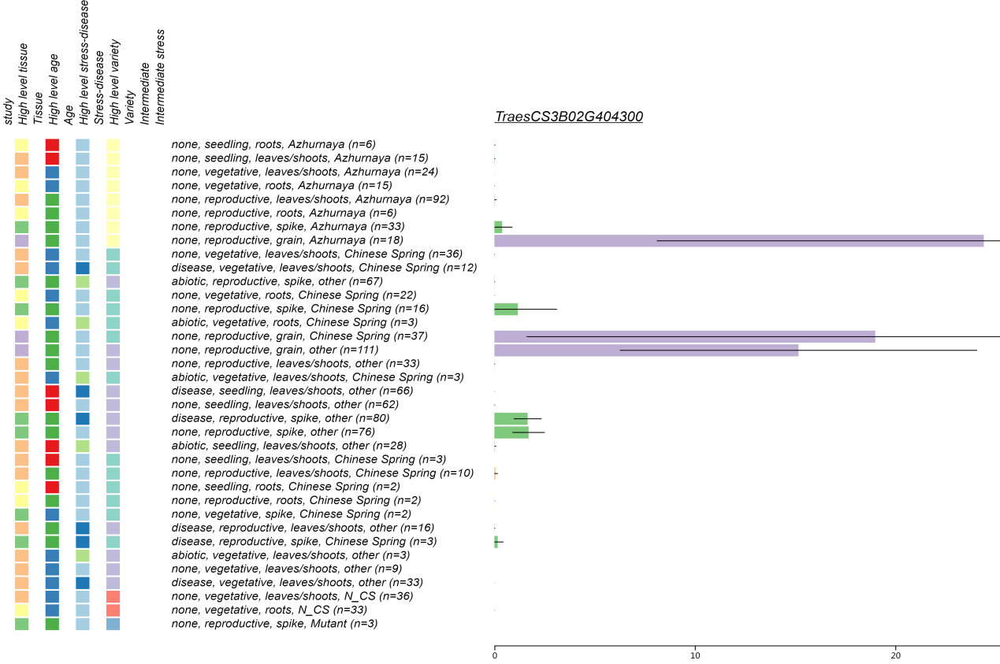 study
High level tissue
Tissue
High level age
Age
High level stress-disease
Stress-disease
High level variety
Variety
Intermediate
Intermediate stress
TraesCS3B02G404300
none, seedling, roots, Azhurnaya (n=6)
none, seedling, leaves/shoots, Azhurnaya (n=15)
none, vegetative, leaves/shoots, Azhurnaya (n=24)
none, vegetative, roots, Azhurnaya (n=15)
none, reproductive, leaves/shoots, Azhurnaya (n=92)
none, reproductive, roots, Azhurnaya (n=6)
none, reproductive, spike, Azhurnaya (n=33)
none, reproductive, grain, Azhurnaya (n=18)
none, vegetative, leaves/shoots, Chinese Spring (n=36)
disease, vegetative, leaves/shoots, Chinese Spring (n=12)
abiotic, reproductive, spike, other (n=67)
none, vegetative, roots, Chinese Spring (n=22)
none, reproductive, spike, Chinese Spring (n=16)
abiotic, vegetative, roots, Chinese Spring (n=3)
none, reproductive, grain, Chinese Spring (n=37)
none, reproductive, grain, other (n=111)
none, reproductive, leaves/shoots, other (n=33)
abiotic, vegetative, leaves/shoots, Chinese Spring (n=3)
disease, seedling, leaves/shoots, other (n=66)
none, seedling, leaves/shoots, other (n=62)
disease, reproductive, spike, other (n=80)
none, reproductive, spike, other (n=76)
abiotic, seedling, leaves/shoots, other (n=28)
none, seedling, leaves/shoots, Chinese Spring (n=3)
none, reproductive, leaves/shoots, Chinese Spring (n=10)
none, seedling, roots, Chinese Spring (n=2)
none, reproductive, roots, Chinese Spring (n=2)
none, vegetative, spike, Chinese Spring (n=2)
disease, reproductive, leaves/shoots, other (n=16)
disease, reproductive, spike, Chinese Spring (n=3)
abiotic, vegetative, leaves/shoots, other (n=3)
none, vegetative, leaves/shoots, other (n=9)
disease, vegetative, leaves/shoots, other (n=33)
none, vegetative, leaves/shoots, N_CS (n=36)
none, vegetative, roots, N_CS (n=33)
none, reproductive, spike, Mutant (n=3)
0 10 20